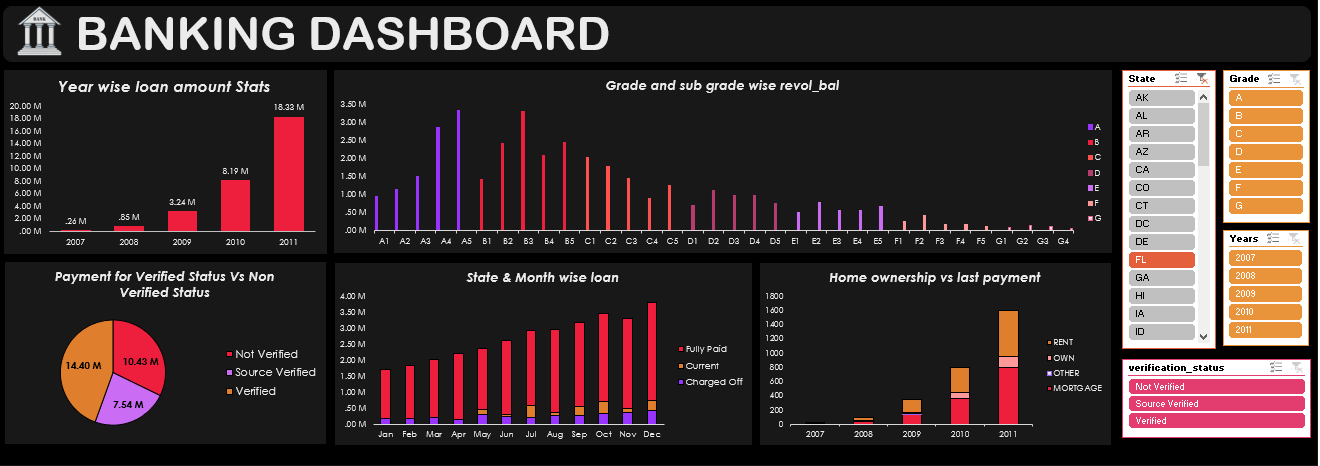 BANK
BANKING DASHBOARD
Year wise loan amount Stats
20.00 M
18.00 M
16.00 M
14.00 M
12.00 M
10.00 M
8.00 M
6.00 M
4.00 M
2.00 M
.00 M
.26 M
.85 M
3.24 M
8.19 M
18.33 M
2007 2008 2009 2010 2011
Grade and sub grade wise revol_bal
3.50 M
3.00 M
2.50 M
2.00 M
1.50 M
1.00 M
.50 M
.00 M
A1 A2 A3 A4 A5 B1 B2 B3 B4 B5 C1 C2 C3 C4 C5 D1 D2 D3 D4 D5 E1 E2 E3 E4 E5 F1 F2 F3 F4 F5 G1 G2 G3 G4
A
B
C
D
E
F
G
State
AK
AL
AR
AZ
CA
CO
CT
DC
DE
FL
GA
HI
IA
ID
Grade
A
B
C
D
E
F
G
Years
2007
2008
2009
2010
2011
Payment for Verified Status Vs Non
Verified Status
14.40 M
10.43 M
7.54 M
Not Verified
Source Verified
Verified
State & Month wise loan
4.00 M
3.50 M
3.00 M
2.50 M
2.00 M
1.50 M
1.00 M
.50 M
.00 M
Jan Feb Mar Apr May Jun Jul Aug Sep Oct Nov Dec
Fully Paid
Current
Charged Off
Home ownership vs last payment
1800
1600
1400
1200
1000
800
600
400
200
0
2007 2008 2009 2010 2011
RENT
OWN
OTHER
MORTGAGE
verification_status
Not Verified
Source Verified
Verified